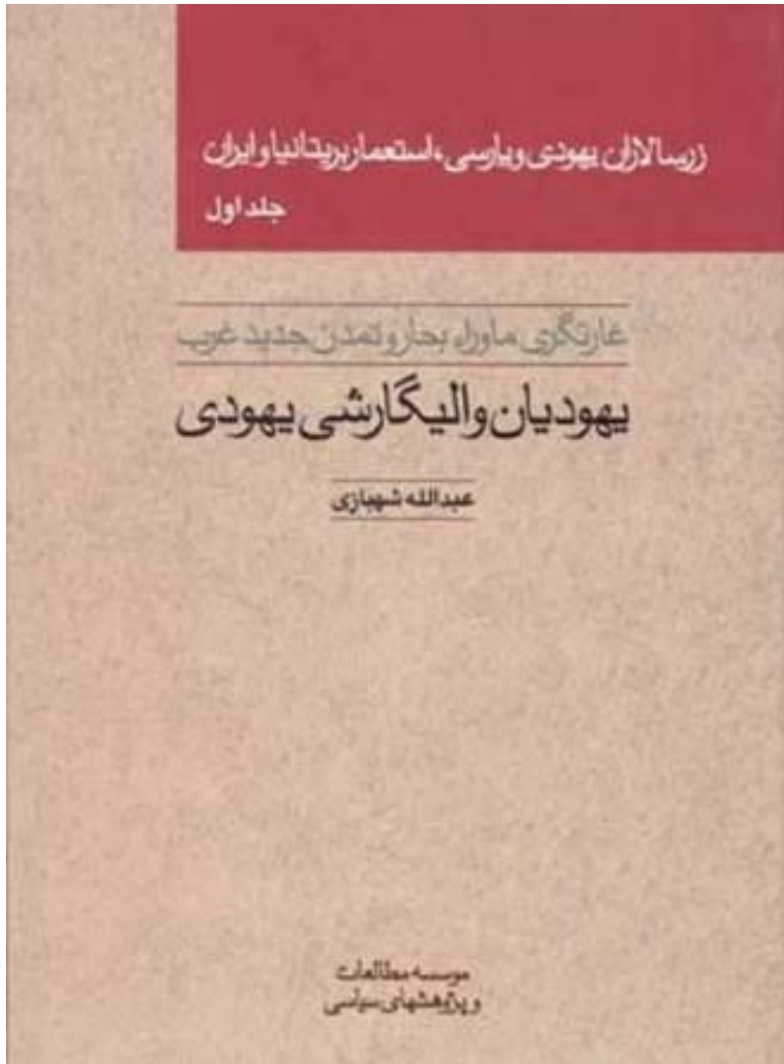 زرسالاران یهودی و پارسی، استعمار بریتانیا و ایران
جلد اول
غارتگری ماوراء بحار و تمدن جدید غرب
یهودیان و الیگارشی یهودی
عبدالله شهبازی
موسسه مطالعات
و پژوهشهای سیاسی